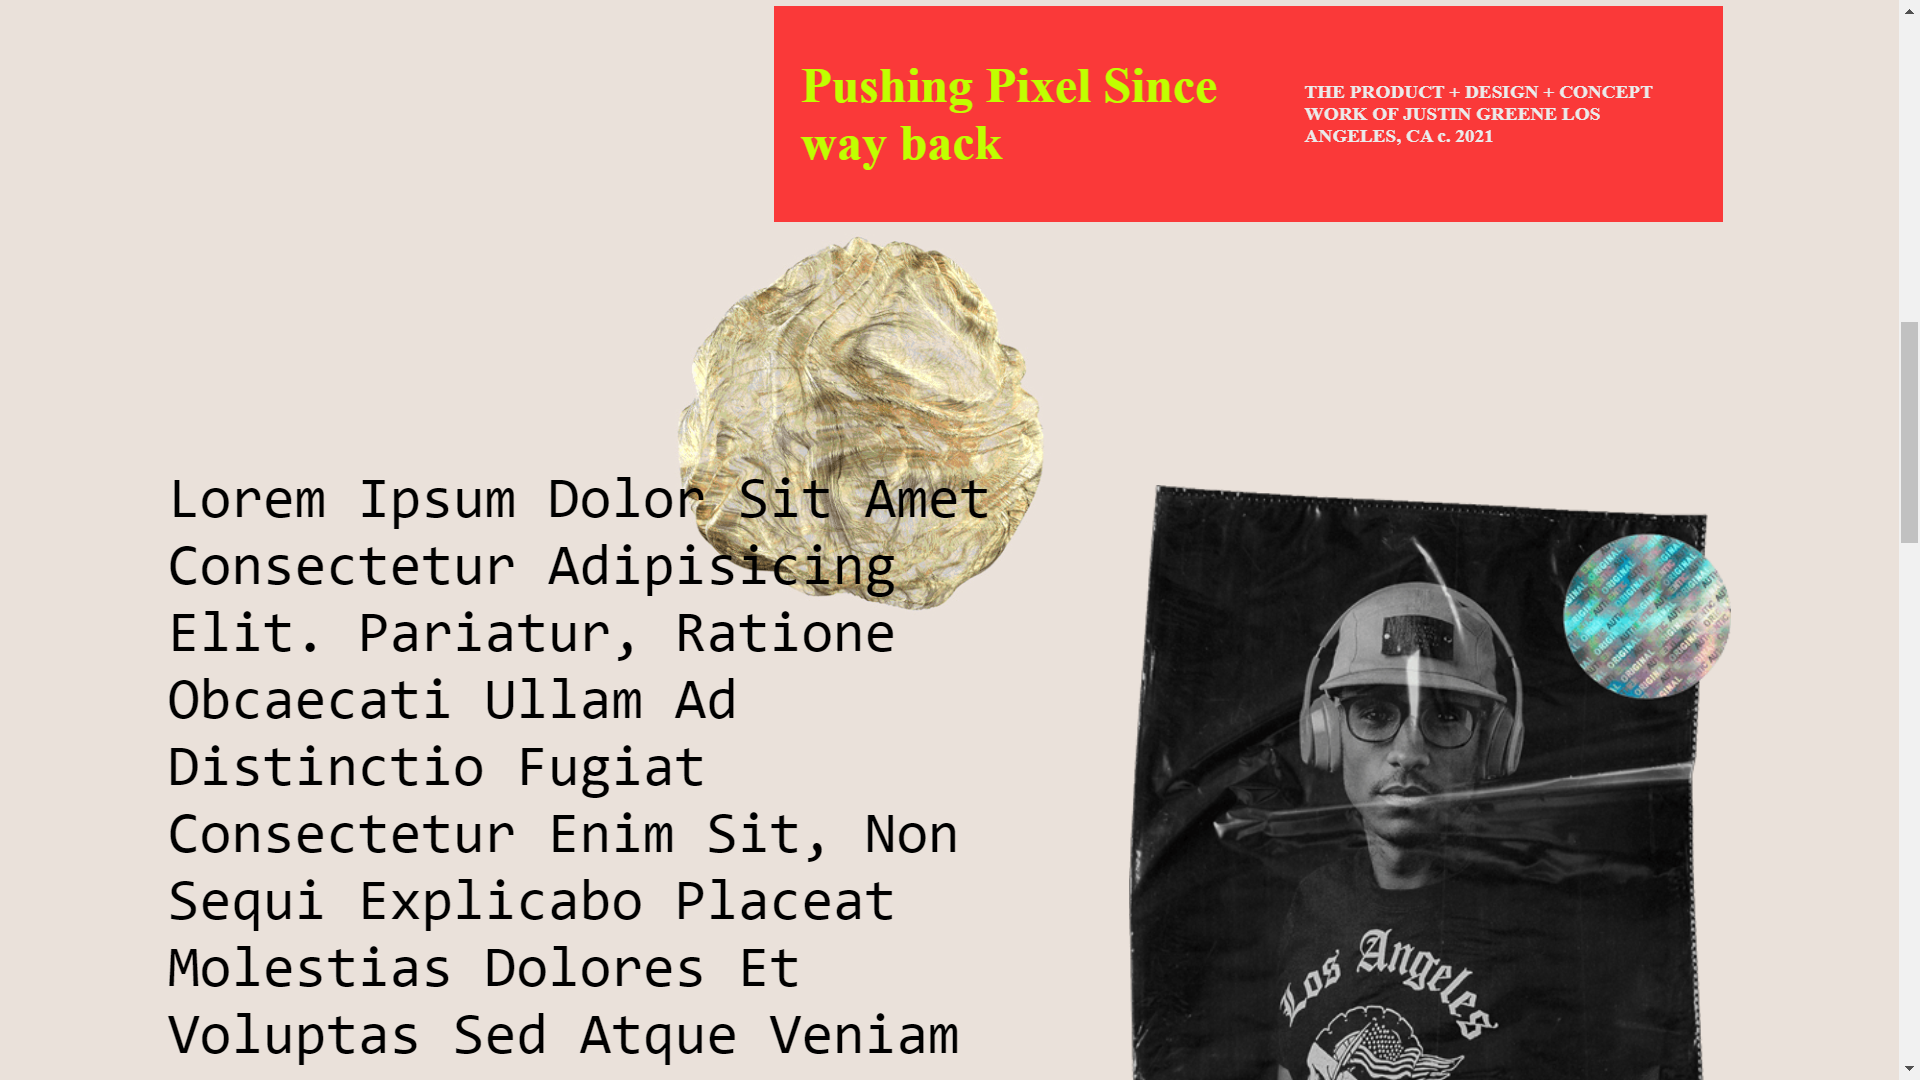 Pushing Pixel Since
way back
THE PRODUCT + DESIGN + CONCEPT
WORK OF JUSTIN GREENE LOS
ANGELES, CA c. 2021
Lorem Ipsum Dolor Sit Amet
Consectetur Adipisicing
Elit. Pariatur, Ratione
Obcaecati Ullam Ad
Distinctio Fugiat
Consectetur Enim Sit, Non
Sequi Explicabo Placeat
Molestias Dolores Et
Voluptas Sed Atque Veniam
ORIGINAL
Los Angeles